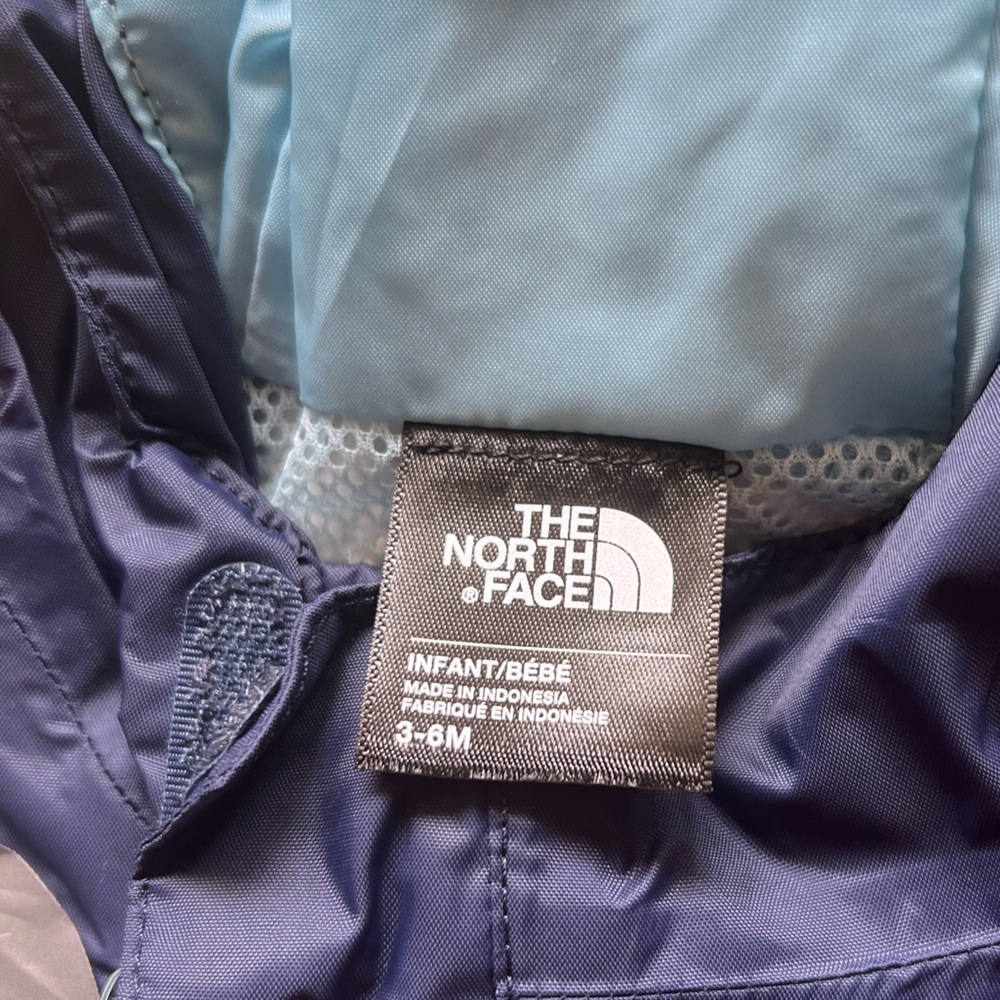 THE
NORTH
®FACE
INFANT/BÉBÉ
MADE IN INDONESIA
FABRIQUÉ EN INDONÉSIE
3-6M